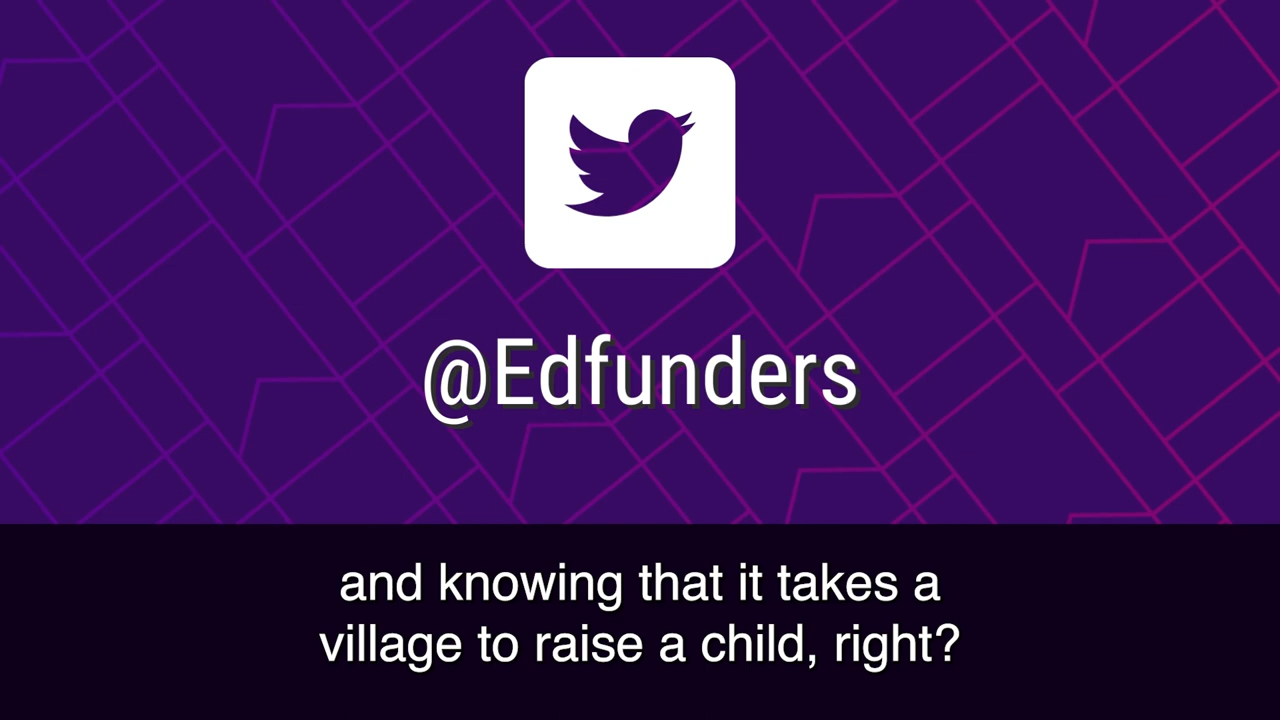 @Edfunders
and knowing that it takes a
village to raise a child, right?